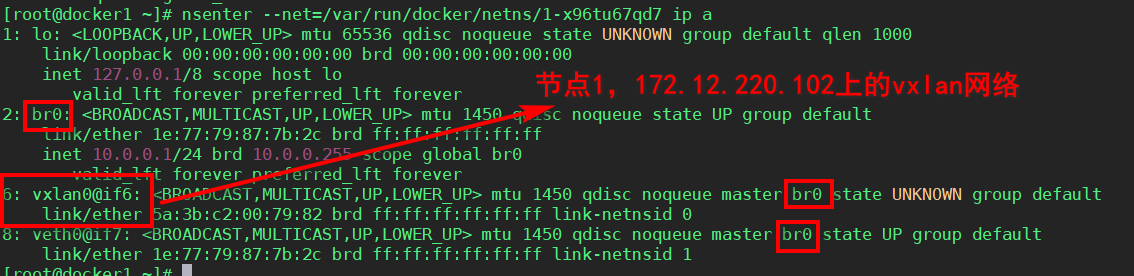 [root@docker1 ~]# nsenter --net=/var/run/docker/netns/1-x96tu67qd7 ip a
1: lo: <LOOPBACK,UP,LOWER_UP> mtu 65536 qdisc noqueue state UNKNOWN group default qlen 1000
    link/loopback 00:00:00:00:00:00 brd 00:00:00:00:00:00
    inet 127.0.0.1/8 scope host lo
节点1，172.12.220.102上的vxlan网络
       valid_lft forever preferred_lft forever
2: br0: <BROADCAST,MULTICAST,UP,LOWER_UP> mtu 1450 qdisc noqueue state UP group default
    link/ether 1e:77:79:87:7b:2c brd ff:ff:ff:ff:ff:ff
    inet 10.0.0.1/24 brd 10.0.0.255 scope global br0
       valid_lft forever preferred_lft forever
6: vxlan0@if6: <BROADCAST,MULTICAST,UP,LOWER_UP> mtu 1450 qdisc noqueue master br0 state UNKNOWN group default
    link/ether 5a:3b:c2:00:79:82 brd ff:ff:ff:ff:ff:ff link-netnsid 0
8: veth0@if7: <BROADCAST,MULTICAST,UP,LOWER_UP> mtu 1450 qdisc noqueue master br0 state UP group default
    link/ether 1e:77:79:87:7b:2c brd ff:ff:ff:ff:ff:ff link-netnsid 1
[root@docker1 ~]#